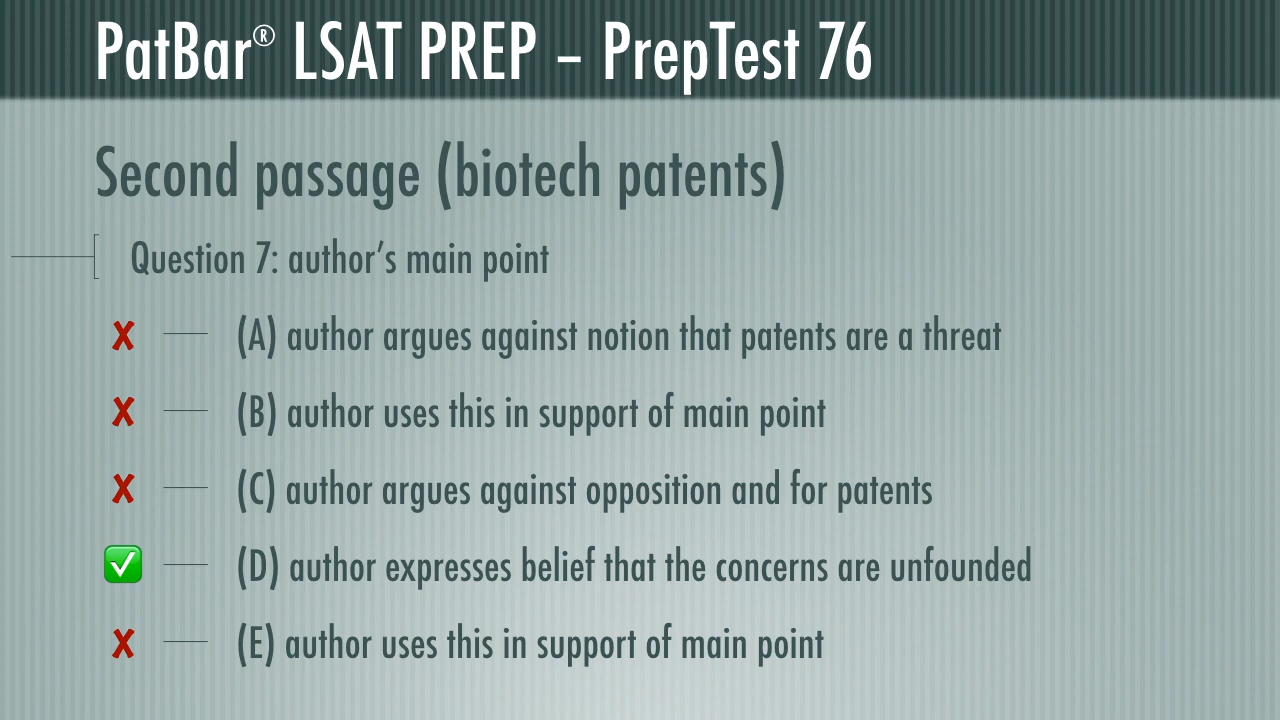 PatBar® LSAT PREP – PrepTest 76
Second passage (biotech patents)
Question 7: author’s main point
✘ (A) author argues against notion that patents are a threat
✘ (B) author uses this in support of main point
✘ (C) author argues against opposition and for patents
✅ (D) author expresses belief that the concerns are unfounded
✘ (E) author uses this in support of main point